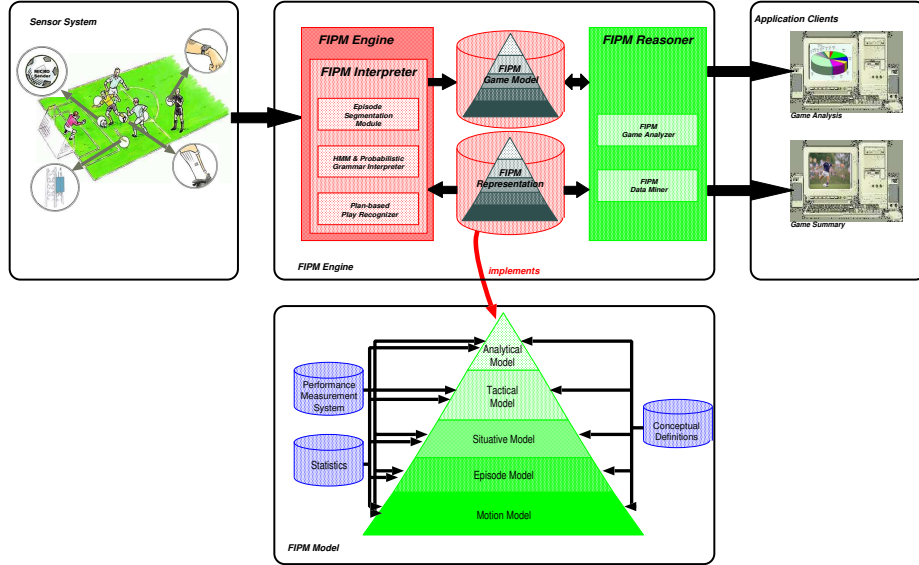 Sensor System
MICRO
Sender
FIPM Engine
FIPM Interpreter
Episode
Segmentation
Module
HMM & Probabilistic
Grammar Interpreter
Plan-based
Play Recognizer
FIPM
Game Model
FIPM
Representation
FIPM Reasoner
FIPM
Game Analyzer
FIPM
Data Miner
FIPM Engine
Application Clients
Game Analysis
Game Summary
implements
Analytical
Model
Tactical
Model
Situative Model
Episode Model
Motion Model
Performance
Measurement
System
Statistics
Conceptual
Definitions
FIPM Model